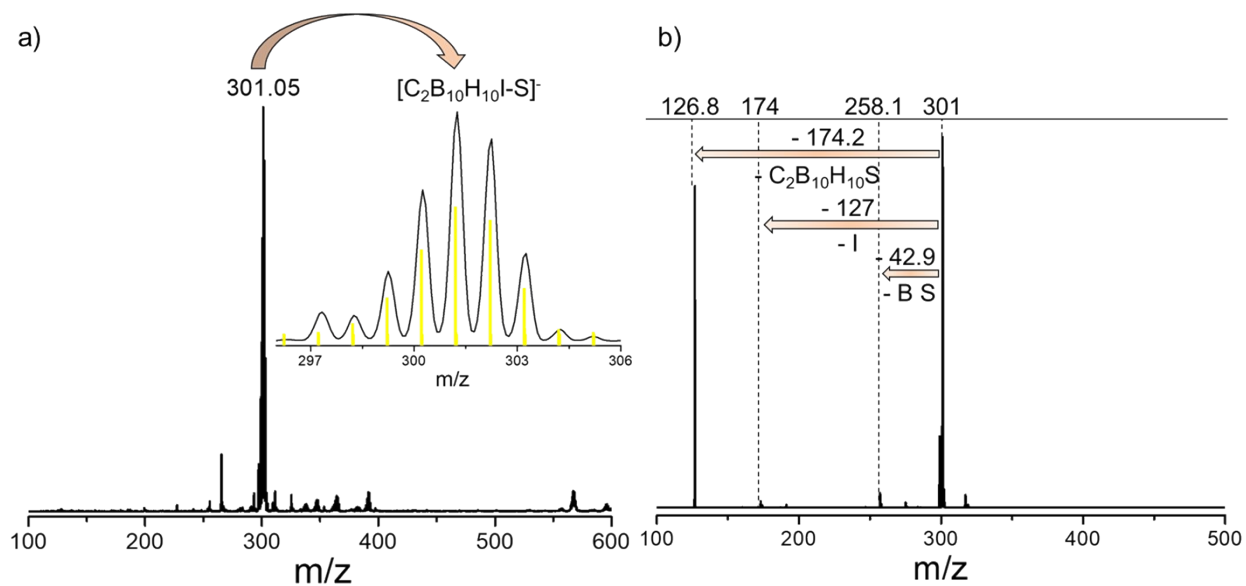 a)
301.05
[C₂B₁₀H₁₀I-S]⁻
297 300 303 306
m/z
100 200 300 400 500 600
m/z
b)
126.8 174 258.1 301
- 174.2
- C₂B₁₀H₁₀S
- 127
- I
- 42.9
- B S
100 200 300 400 500
m/z